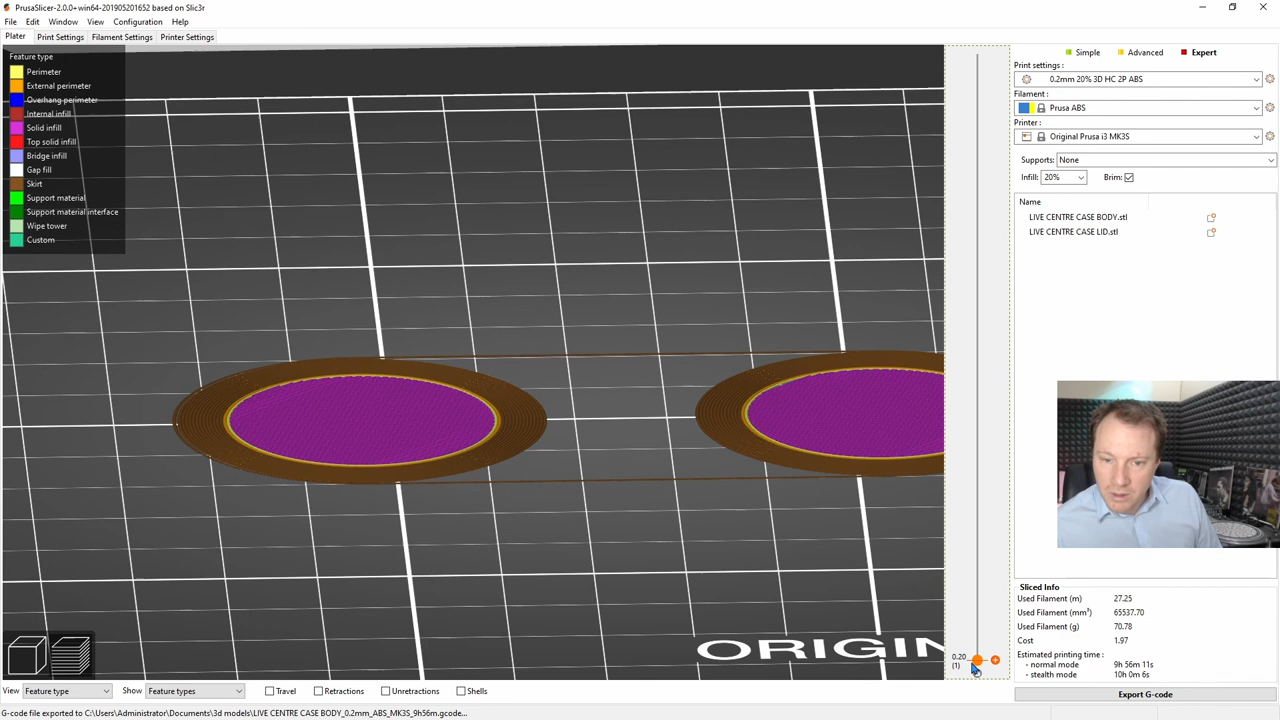 PrusaSlicer-2.0.0+win64-201905201652 based on Slic3r
File Edit Window View Configuration Help
Plater Print Settings Filament Settings Printer Settings
Feature type
Perimeter
External perimeter
Overhang perimeter
Internal infill
Solid infill
Top solid infill
Bridge infill
Gap fill
Skirt
Support material
Support material interface
Wipe tower
Custom
ORIGIN
0.20
(1)
Simple Advanced Expert
Print settings :
0.2mm 20% 3D HC 2P ABS
Filament :
Prusa ABS
Printer :
Original Prusa i3 MK3S
Supports: None
Infill: 20% Brim:
Name
LIVE CENTRE CASE BODY.stl
LIVE CENTRE CASE LID.stl
Sliced Info
Used Filament (m) 27.25
Used Filament (mm³) 65537.70
Used Filament (g) 70.78
Cost 1.97
Estimated printing time :
- normal mode 9h 56m 11s
- stealth mode 10h 0m 6s
Export G-code
View Feature type Show Feature types Travel Retractions Unretractions Shells
G-code file exported to C:\Users\Administrator\Documents\3d models\LIVE CENTRE CASE BODY_0.2mm_ABS_MK3S_9h56m.gcode...